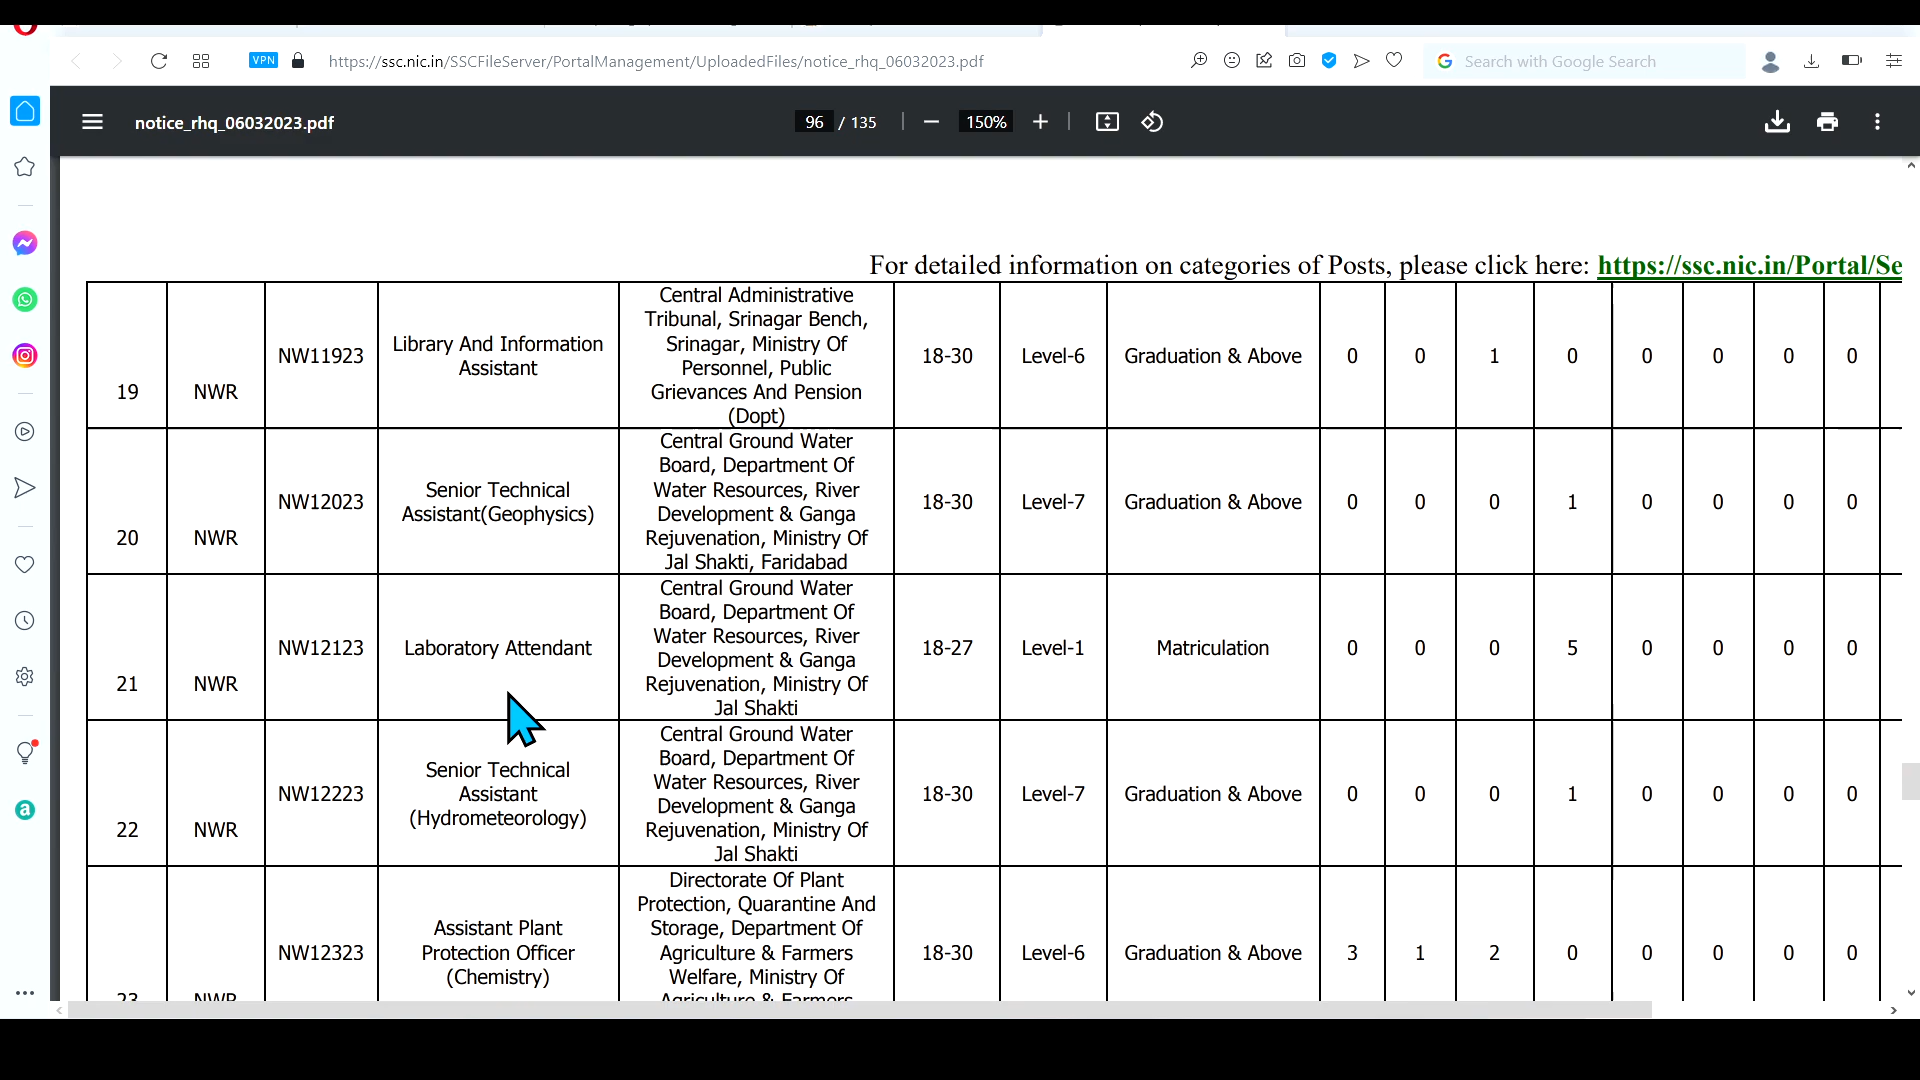 VPN
https://ssc.nic.in/SSCFileServer/PortalManagement/UploadedFiles/notice_rhq_06032023.pdf
Search with Google Search
notice_rhq_06032023.pdf
96 / 135
150%
For detailed information on categories of Posts, please click here: https://ssc.nic.in/Portal/Se
19
NWR
NW11923
Library And Information
Assistant
Central Administrative
Tribunal, Srinagar Bench,
Srinagar, Ministry Of
Personnel, Public
Grievances And Pension
(Dopt)
18-30
Level-6
Graduation & Above
0 0 1 0 0 0 0 0
20
NWR
NW12023
Senior Technical
Assistant(Geophysics)
Central Ground Water
Board, Department Of
Water Resources, River
Development & Ganga
Rejuvenation, Ministry Of
Jal Shakti, Faridabad
18-30
Level-7
Graduation & Above
0 0 0 1 0 0 0 0
21
NWR
NW12123
Laboratory Attendant
Central Ground Water
Board, Department Of
Water Resources, River
Development & Ganga
Rejuvenation, Ministry Of
Jal Shakti
18-27
Level-1
Matriculation
0 0 0 5 0 0 0 0
22
NWR
NW12223
Senior Technical
Assistant
(Hydrometeorology)
Central Ground Water
Board, Department Of
Water Resources, River
Development & Ganga
Rejuvenation, Ministry Of
Jal Shakti
18-30
Level-7
Graduation & Above
0 0 0 1 0 0 0 0
23
NWR
NW12323
Assistant Plant
Protection Officer
(Chemistry)
Directorate Of Plant
Protection, Quarantine And
Storage, Department Of
Agriculture & Farmers
Welfare, Ministry Of
Agriculture & Farmers
18-30
Level-6
Graduation & Above
3 1 2 0 0 0 0 0